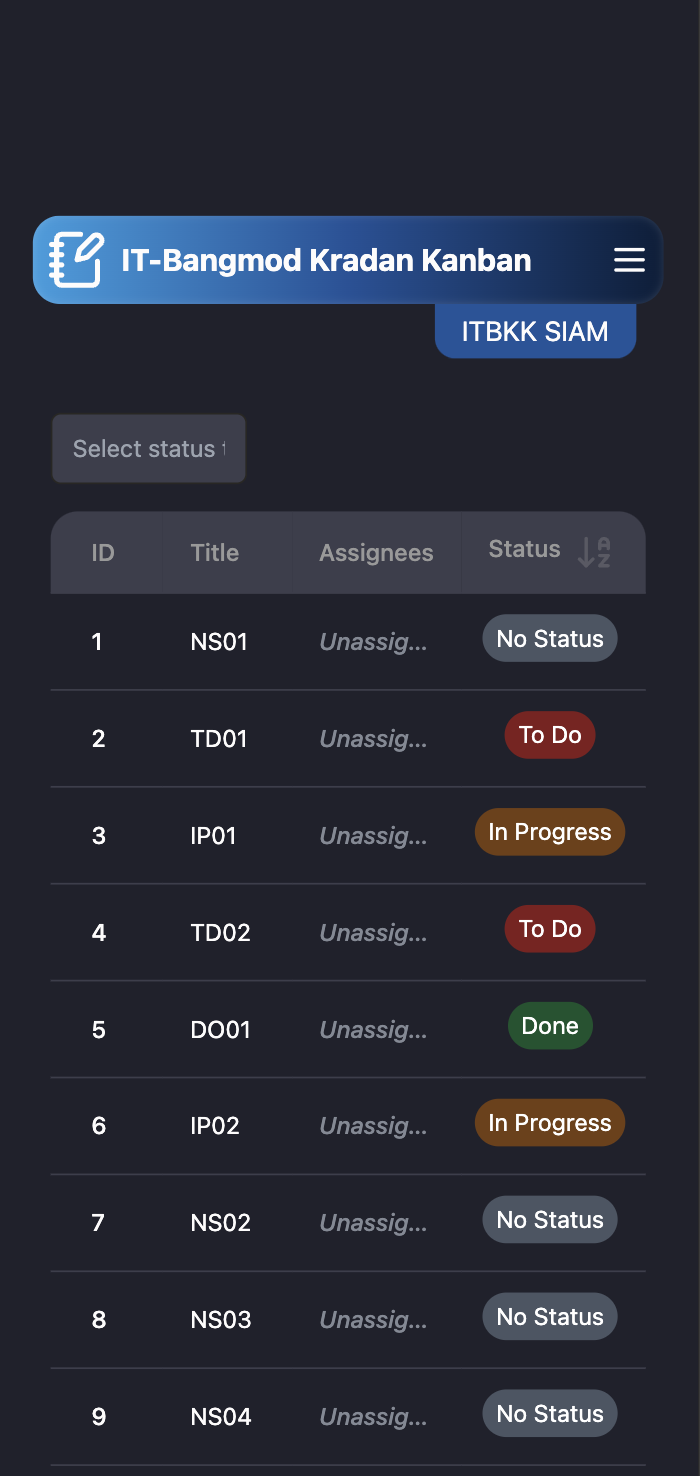 IT-Bangmod Kradan Kanban
ITBKK SIAM
Select status
ID Title Assignees Status
1 NS01 Unassig... No Status
2 TD01 Unassig... To Do
3 IP01 Unassig... In Progress
4 TD02 Unassig... To Do
5 DO01 Unassig... Done
6 IP02 Unassig... In Progress
7 NS02 Unassig... No Status
8 NS03 Unassig... No Status
9 NS04 Unassig... No Status